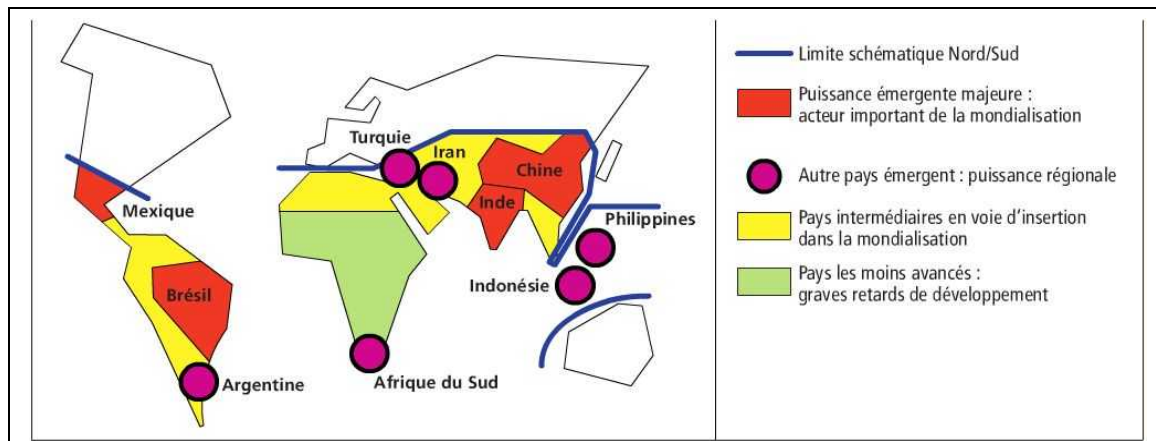 Turquie
Iran
Chine
Mexique
Inde
Philippines
Brésil
Indonésie
Argentine
Afrique du Sud
Limite schématique Nord/Sud
Puissance émergente majeure :
acteur important de la mondialisation
Autre pays émergent : puissance régionale
Pays intermédiaires en voie d'insertion
dans la mondialisation
Pays les moins avancés :
graves retards de développement